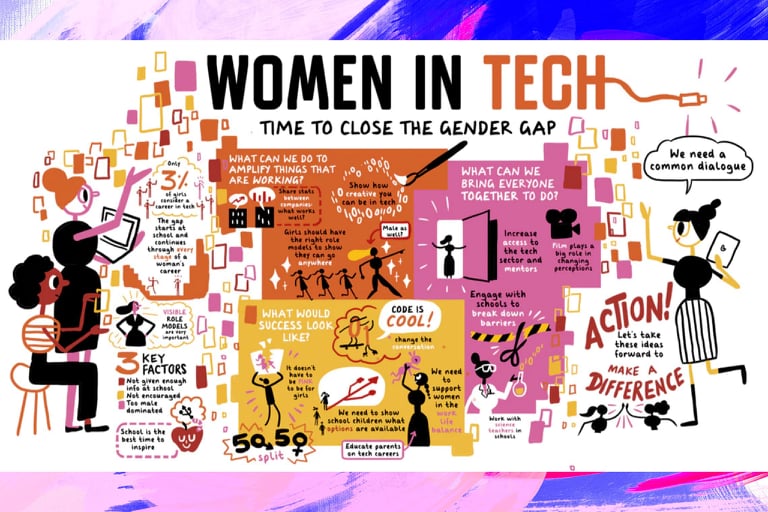 WOMEN IN TECH
TIME TO CLOSE THE GENDER GAP
Only
3%
of girls
consider a
career in tech
The gap
starts at
school and
continues
through every
stage of a
woman's
career
VISIBLE
ROLE
MODELS
are very
important
3 KEY
FACTORS
Not given enough
info at school
Not encouraged
Too male
dominated
School is the
best time to
inspire
WHAT CAN WE DO TO
AMPLIFY THINGS THAT
ARE WORKING?
Share stats
between
companies
what works
well?
Show how
creative you
can be in tech
Girls should have
the right role
models to show
they can go
anywhere
Male as
well?
WHAT CAN WE
BRING EVERYONE
TOGETHER TO DO?
Increase
access to
the tech
sector and
mentors
Film plays a
big role in
changing
perceptions
Engage with
schools to
break down
barriers
Work with
science
teachers in
schools
WHAT WOULD
SUCCESS LOOK
LIKE?
CODE IS
COOL!
change the
conversation
It doesn't
have to
be PINK
to be for
girls
50:50
split
We need to show
school children what
options are available
We need
to
support
women
in the
work
life
balance
Educate parents
on tech careers
We need a
common dialogue
ACTION!
Let's take
these ideas
forward to
MAKE A
DIFFERENCE